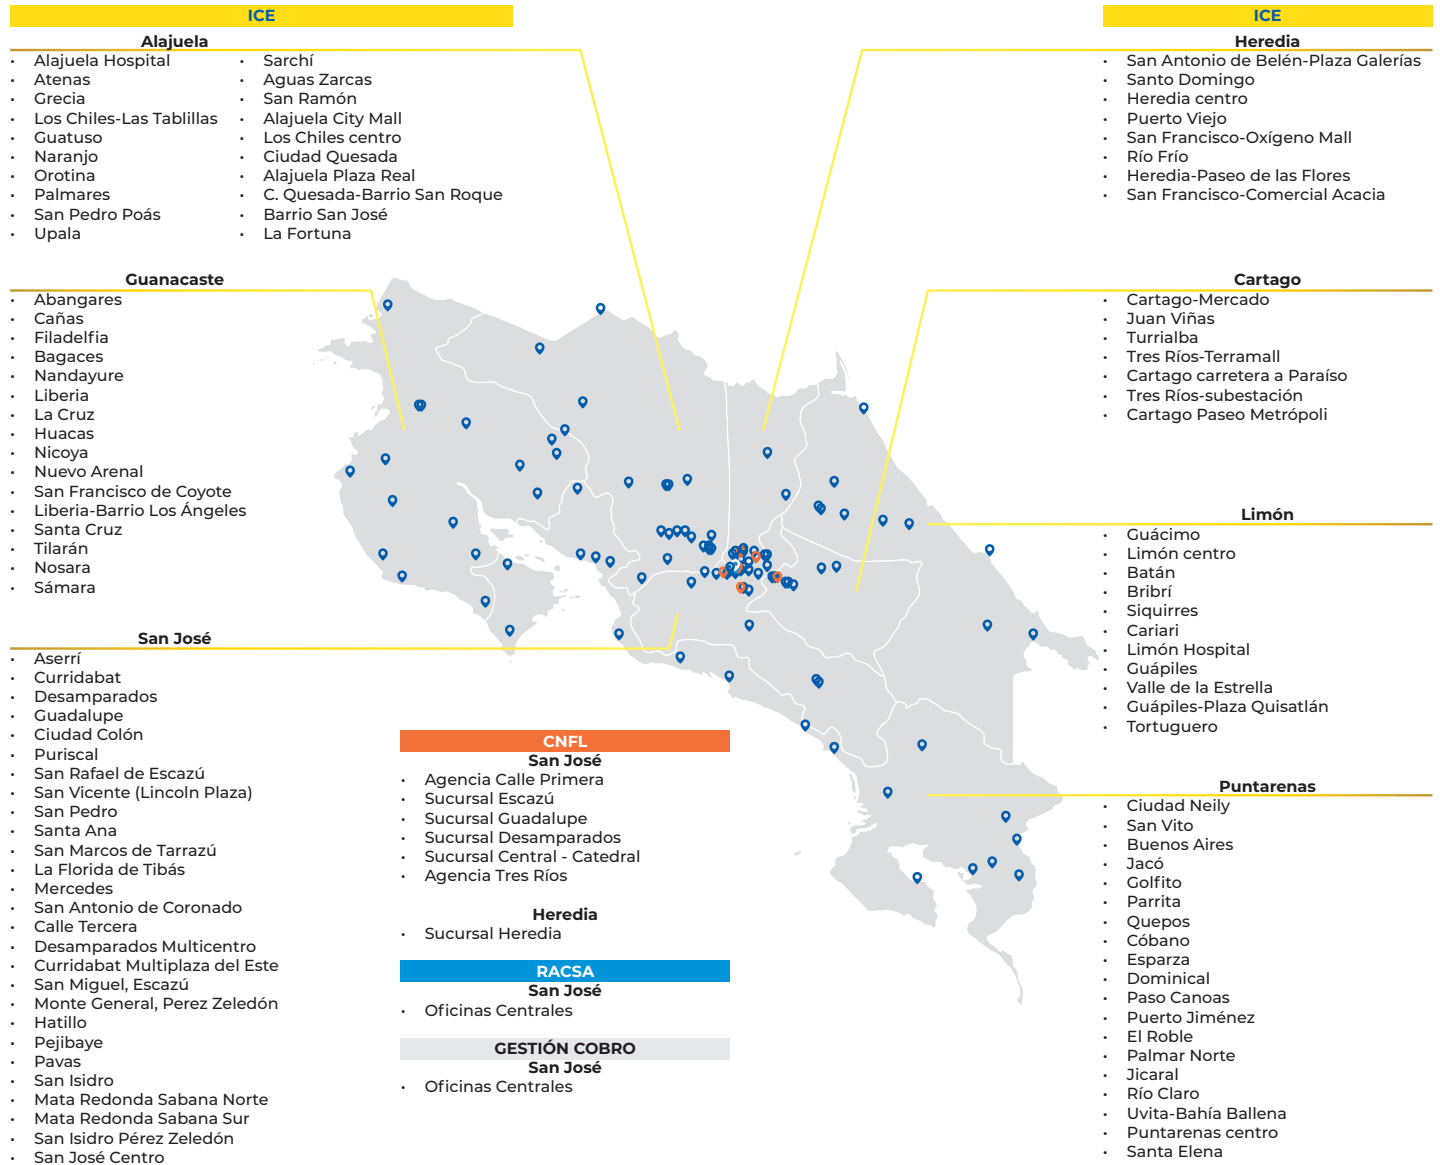 ICE
Alajuela
Alajuela Hospital
Atenas
Grecia
Los Chiles-Las Tablillas
Guatuso
Naranjo
Orotina
Palmares
San Pedro Poás
Upala
Sarchí
Aguas Zarcas
San Ramón
Alajuela City Mall
Los Chiles centro
Ciudad Quesada
Alajuela Plaza Real
C. Quesada-Barrio San Roque
Barrio San José
La Fortuna
Guanacaste
Abangares
Cañas
Filadelfia
Bagaces
Nandayure
Liberia
La Cruz
Huacas
Nicoya
Nuevo Arenal
San Francisco de Coyote
Liberia-Barrio Los Ángeles
Santa Cruz
Tilarán
Nosara
Sámara
San José
Aserrí
Curridabat
Desamparados
Guadalupe
Ciudad Colón
Puriscal
San Rafael de Escazú
San Vicente (Lincoln Plaza)
San Pedro
Santa Ana
San Marcos de Tarrazú
La Florida de Tibás
Mercedes
San Antonio de Coronado
Calle Tercera
Desamparados Multicentro
Curridabat Multiplaza del Este
San Miguel, Escazú
Monte General, Perez Zeledón
Hatillo
Pejibaye
Pavas
San Isidro
Mata Redonda Sabana Norte
Mata Redonda Sabana Sur
San Isidro Pérez Zeledón
San José Centro
CNFL
San José
Agencia Calle Primera
Sucursal Escazú
Sucursal Guadalupe
Sucursal Desamparados
Sucursal Central - Catedral
Agencia Tres Ríos
Heredia
Sucursal Heredia
RACSA
San José
Oficinas Centrales
GESTIÓN COBRO
San José
Oficinas Centrales
ICE
Heredia
San Antonio de Belén-Plaza Galerías
Santo Domingo
Heredia centro
Puerto Viejo
San Francisco-Oxígeno Mall
Río Frío
Heredia-Paseo de las Flores
San Francisco-Comercial Acacia
Cartago
Cartago-Mercado
Juan Viñas
Turrialba
Tres Ríos-Terramall
Cartago carretera a Paraíso
Tres Ríos-subestación
Cartago Paseo Metrópoli
Limón
Guácimo
Limón centro
Batán
Bribrí
Siquirres
Cariari
Limón Hospital
Guápiles
Valle de la Estrella
Guápiles-Plaza Quisatlán
Tortuguero
Puntarenas
Ciudad Neily
San Vito
Buenos Aires
Jacó
Golfito
Parrita
Quepos
Cóbano
Esparza
Dominical
Paso Canoas
Puerto Jiménez
El Roble
Palmar Norte
Jicaral
Río Claro
Uvita-Bahía Ballena
Puntarenas centro
Santa Elena